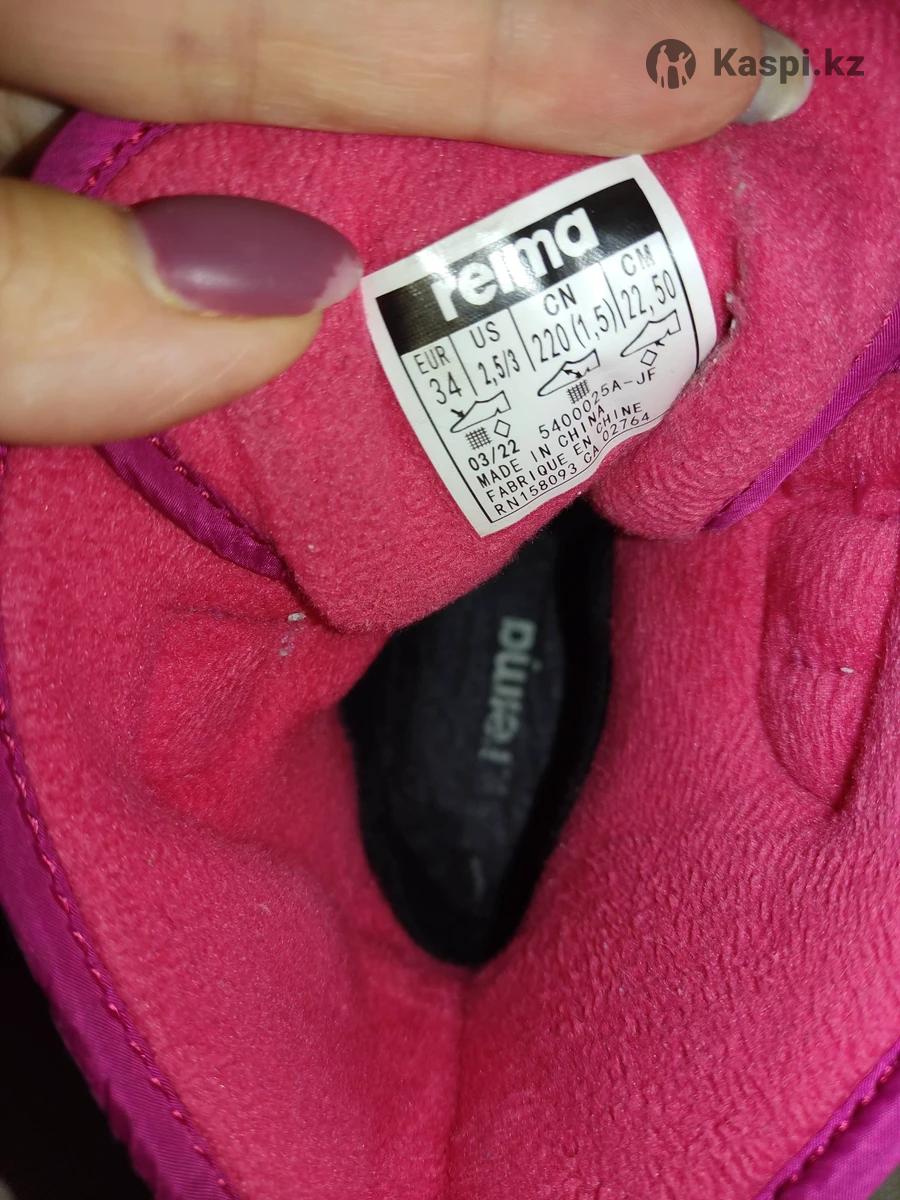 Kaspi.kz
reima
EUR US CN CM
34 2,5/3 220(1,5) 22,50
03/22 5400025A-JF
MADE IN CHINA
FABRIQUE EN CHINE
RN158093 CA 02764
reima